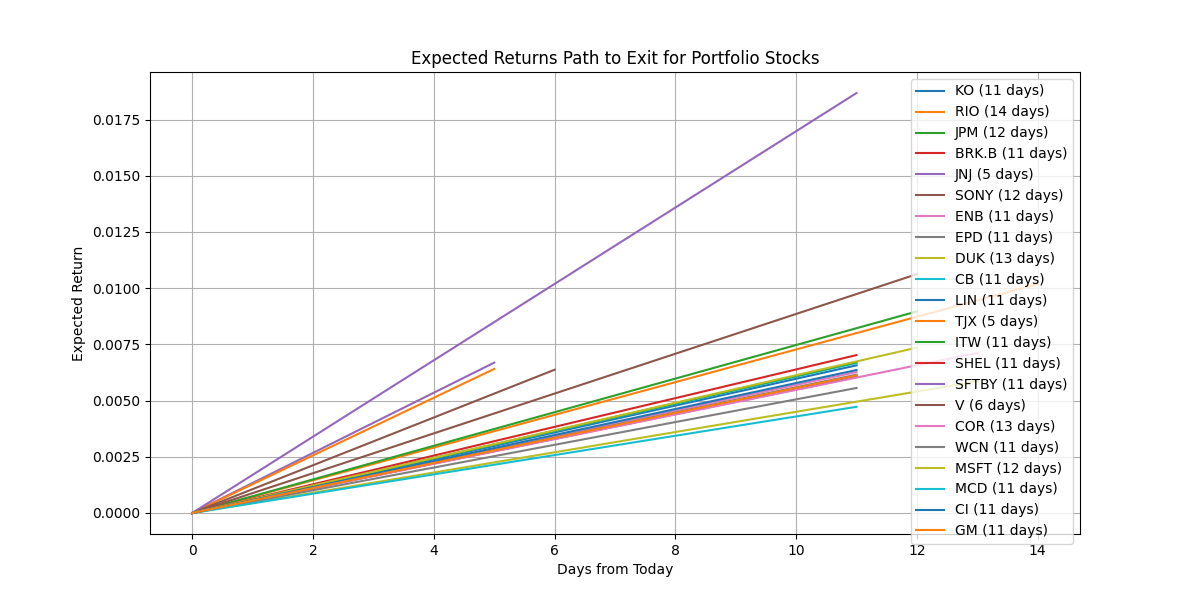 Expected Returns Path to Exit for Portfolio Stocks
Expected Return
0.0175
0.0150
0.0125
0.0100
0.0075
0.0050
0.0025
0.0000
0 2 4 6 8 10 12 14
Days from Today
KO (11 days)
RIO (14 days)
JPM (12 days)
BRK.B (11 days)
JNJ (5 days)
SONY (12 days)
ENB (11 days)
EPD (11 days)
DUK (13 days)
CB (11 days)
LIN (11 days)
TJX (5 days)
ITW (11 days)
SHEL (11 days)
SFTBY (11 days)
V (6 days)
COR (13 days)
WCN (11 days)
MSFT (12 days)
MCD (11 days)
CI (11 days)
GM (11 days)